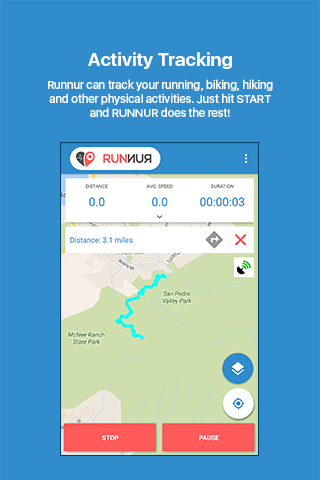 Activity Tracking
Runnur can track your running, biking, hiking
and other physical activities. Just hit START
and RUNNUR does the rest!
RUNNUR
DISTANCE AVG. SPEED DURATION
0.0 0.0 00:00:03
Distance: 3.1 miles
San Pedro
Valley Park
McNee Ranch
State Park
STOP PAUSE